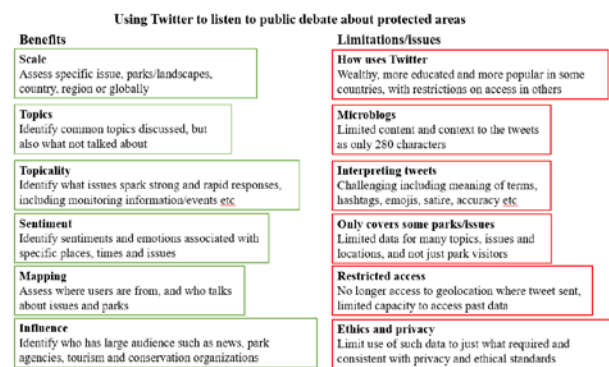 Using Twitter to listen to public debate about protected areas
Benefits
Scale
Assess specific issue, parks/landscapes,
country, region or globally
Topics
Identify common topics discussed, but
also what not talked about
Topicality
Identify what issues spark strong and rapid responses,
including monitoring information/events etc
Sentiment
Identify sentiments and emotions associated with
specific places, times and issues
Mapping
Assess where users are from, and who talks
about issues and parks
Influence
Identify who has large audience such as news, park
agencies, tourism and conservation organizations
Limitations/issues
How uses Twitter
Wealthy, more educated and more popular in some
countries, with restrictions on access in others
Microblogs
Limited content and context to the tweets
as only 280 characters
Interpreting tweets
Challenging including meaning of terms,
hashtags, emojis, satire, accuracy etc
Only covers some parks/issues
Limited data for many topics, issues and
locations, and not just park visitors
Restricted access
No longer access to geolocation where tweet sent,
limited capacity to access past data
Ethics and privacy
Limit use of such data to just what required and
consistent with privacy and ethical standards